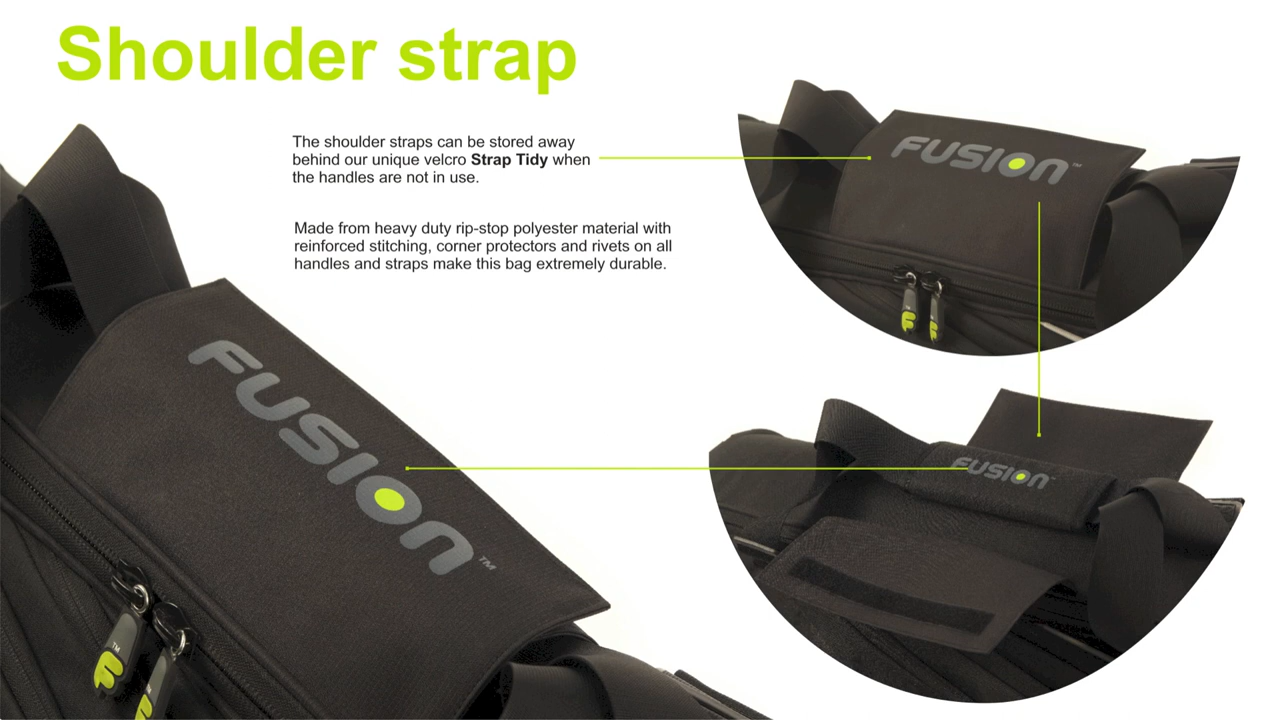 Shoulder strap
The shoulder straps can be stored away
behind our unique velcro Strap Tidy when
the handles are not in use.
Made from heavy duty rip-stop polyester material with
reinforced stitching, corner protectors and rivets on all
handles and straps make this bag extremely durable.
FUSION™
FUSION™
FUSION™